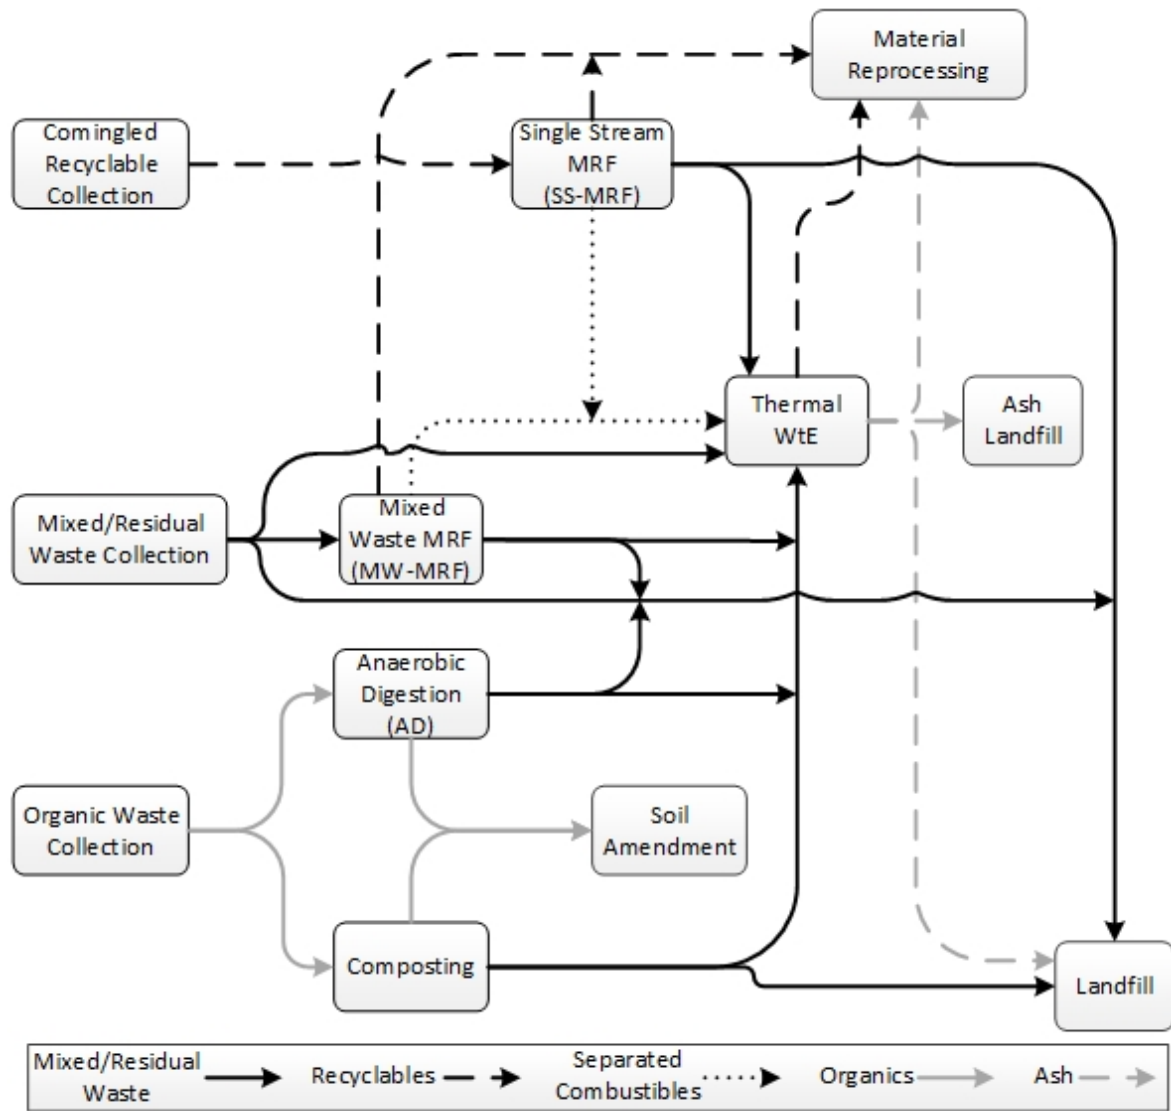 Material
Reprocessing
Comingled
Recyclable
Collection
Single Stream
MRF
(SS-MRF)
Thermal
WtE
Ash
Landfill
Mixed/Residual
Waste Collection
Mixed
Waste MRF
(MW-MRF)
Anaerobic
Digestion
(AD)
Organic Waste
Collection
Soil
Amendment
Composting
Landfill
Mixed/Residual
Waste
Recyclables
Separated
Combustibles
Organics
Ash